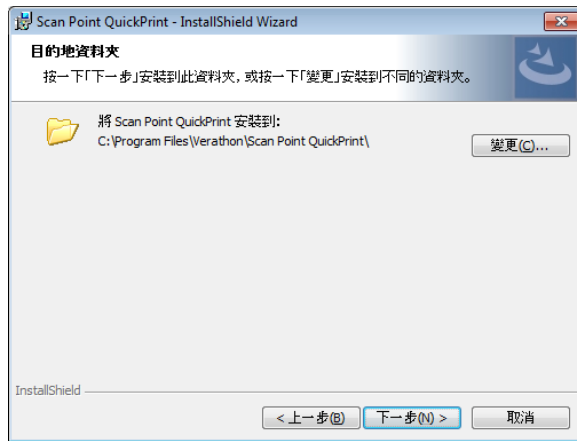 Scan Point QuickPrint - InstallShield Wizard
目的地資料夾
按一下「下一步」安裝到此資料夾, 或按一下「變更」安裝到不同的資料夾。
將 Scan Point QuickPrint 安裝到:
C:\Program Files\Verathon\Scan Point QuickPrint\
變更(C)...
InstallShield
< 上一步(B)
下一步(N) >
取消